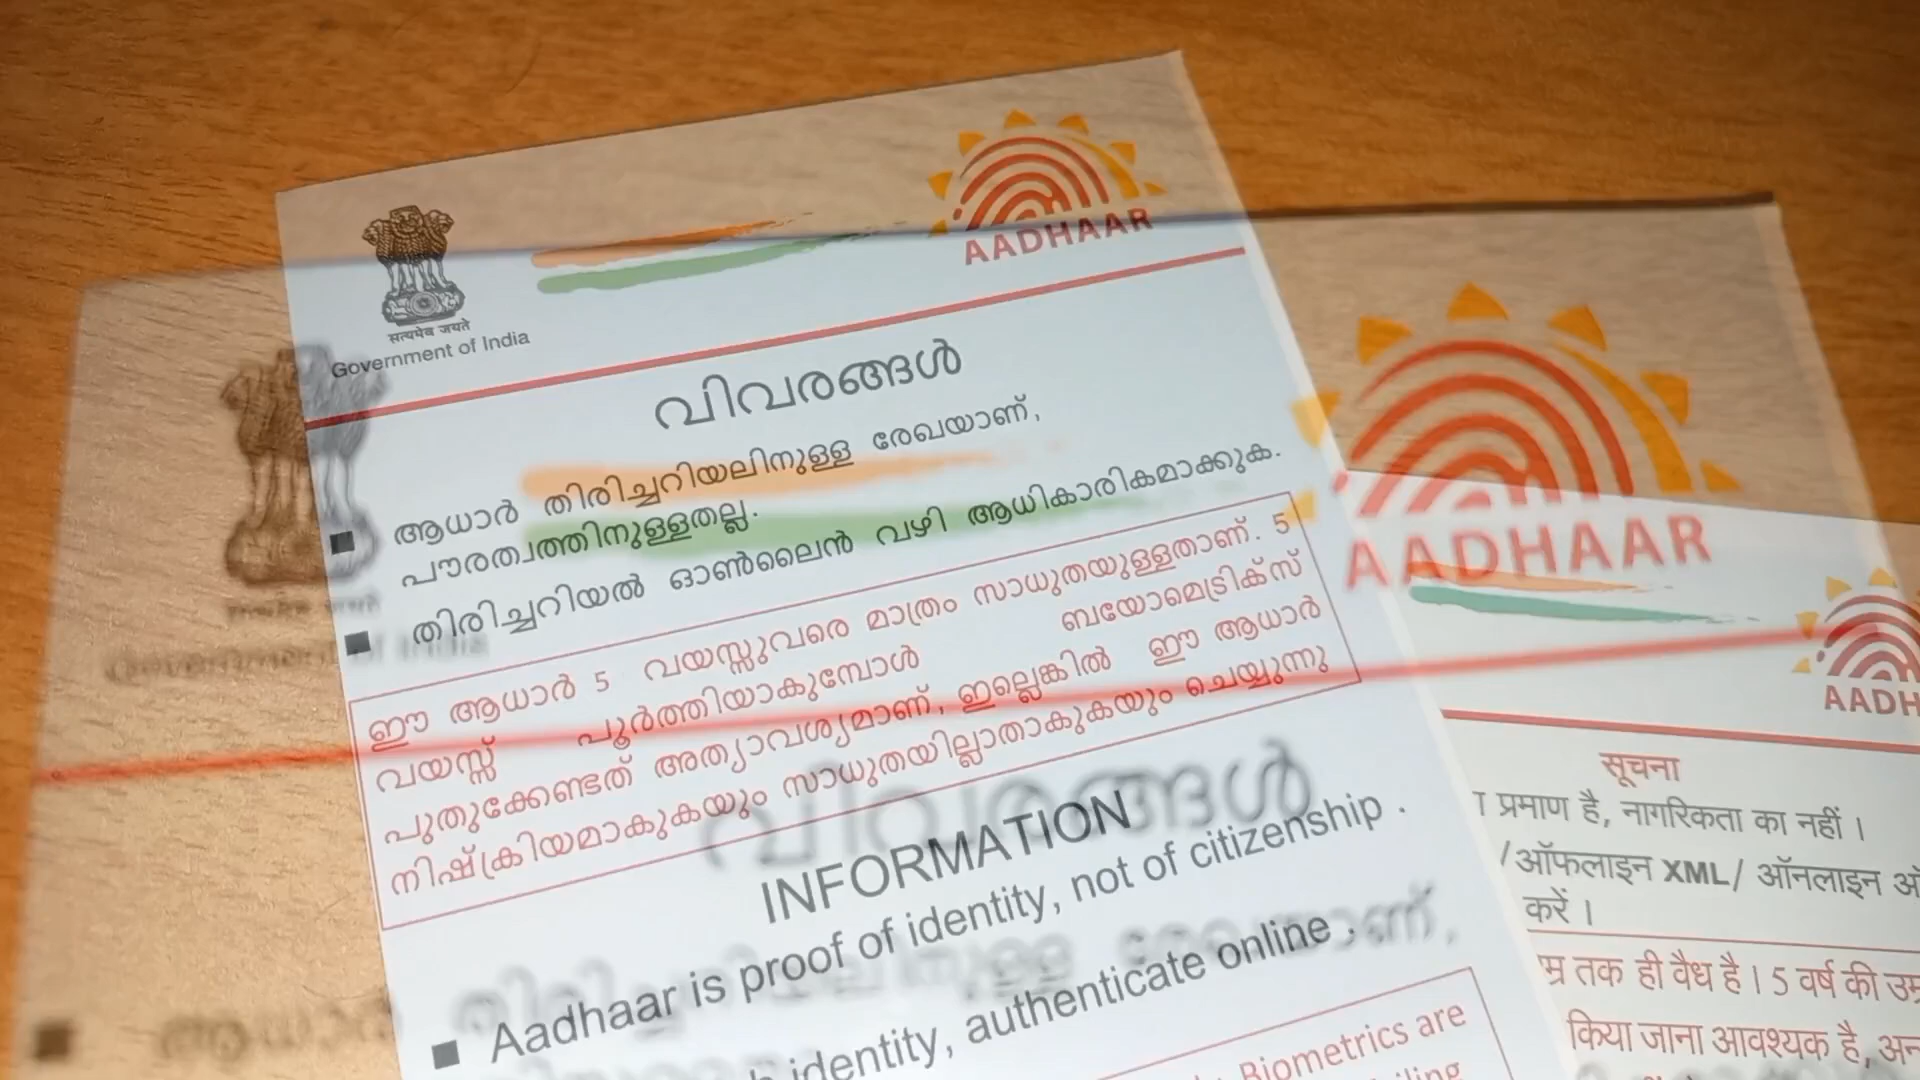 सत्यमेव जयते
Government of India
AADHAAR
വിവരങ്ങൾ
ആധാർ തിരിച്ചറിയലിനുള്ള രേഖയാണ്,
പൗരത്വത്തിനുള്ളതല്ല.
തിരിച്ചറിയൽ ഓൺലൈൻ വഴി ആധികാരികമാക്കുക.
ഈ ആധാർ 5 വയസ്സുവരെ മാത്രം സാധുതയുള്ളതാണ്. 5
വയസ്സ് പൂർത്തിയാകുമ്പോൾ ബയോമെട്രിക്സ്
പുതുക്കേണ്ടത് അത്യാവശ്യമാണ്, ഇല്ലെങ്കിൽ ഈ ആധാർ
നിഷ്ക്രിയമാകുകയും സാധുതയില്ലാതാകുകയും ചെയ്യുന്നു
INFORMATION
Aadhaar is proof of identity, not of citizenship .
identity, authenticate online .
Biometrics are
AADHAAR
വിവരങ്ങൾ
AADH
सूचना
प्रमाण है, नागरिकता का नहीं ।
/ऑफलाइन XML/ ऑनलाइन
करें ।
तक ही वैध है । 5 वर्ष की
किया जाना आवश्यक है,